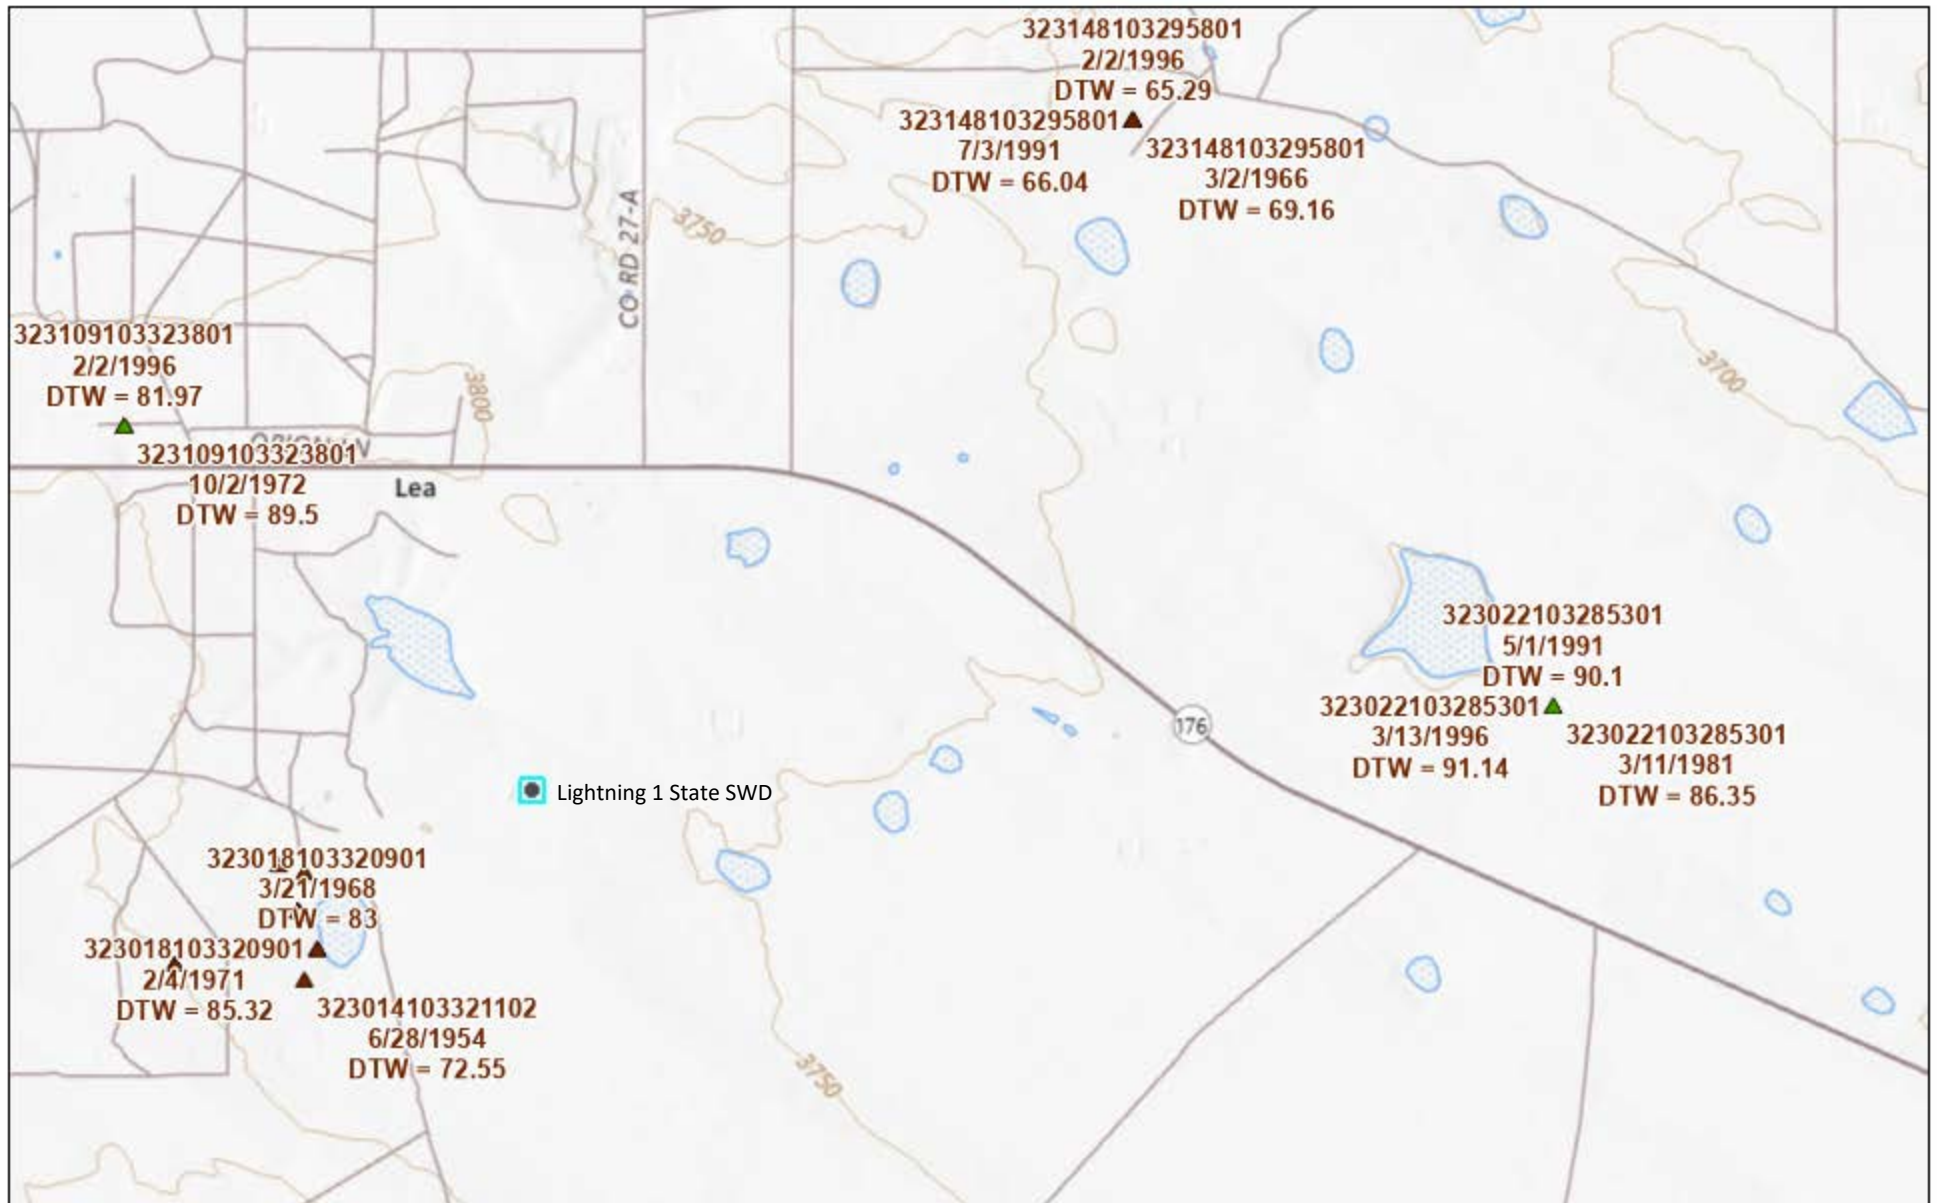 323148103295801
2/2/1996
DTW = 65.29
323148103295801
7/3/1991
DTW = 66.04
323148103295801
3/2/1966
DTW = 69.16
CO RD 27-A
3750
323109103323801
2/2/1996
DTW = 81.97
3800
3700
ORION LN
323109103323801
10/2/1972
DTW = 89.5
Lea
323022103285301
5/1/1991
DTW = 90.1
323022103285301
3/13/1996
DTW = 91.14
323022103285301
3/11/1981
DTW = 86.35
176
Lightning 1 State SWD
323018103320901
3/21/1968
DTW = 83
323018103320901
2/4/1971
DTW = 85.32
323014103321102
6/28/1954
DTW = 72.55
3750